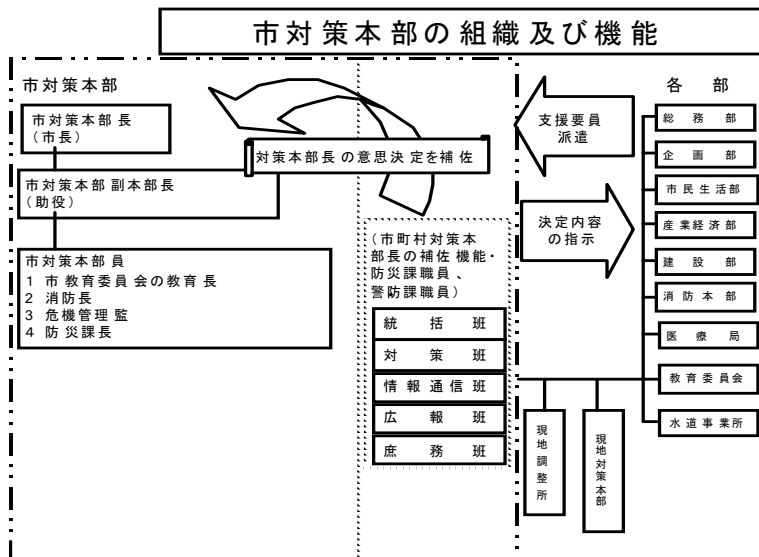 市対策本部の組織及び機能
市対策本部
市対策本部長
(市長)
市対策本部副本部長
(助役)
市対策本部員
1 市教育委員会の教育長
2 消防長
3 危機管理監
4 防災課長
対策本部長の意思決定を補佐
(市町村対策本
部長の補佐機能・
防災課職員、
警防課職員)
統括班
対策班
情報通信班
広報班
庶務班
支援要員
派遣
決定内容
の指示
現地調整所
現地対策本部
各部
総務部
企画部
市民生活部
産業経済部
建設部
消防本部
医療局
教育委員会
水道事業所